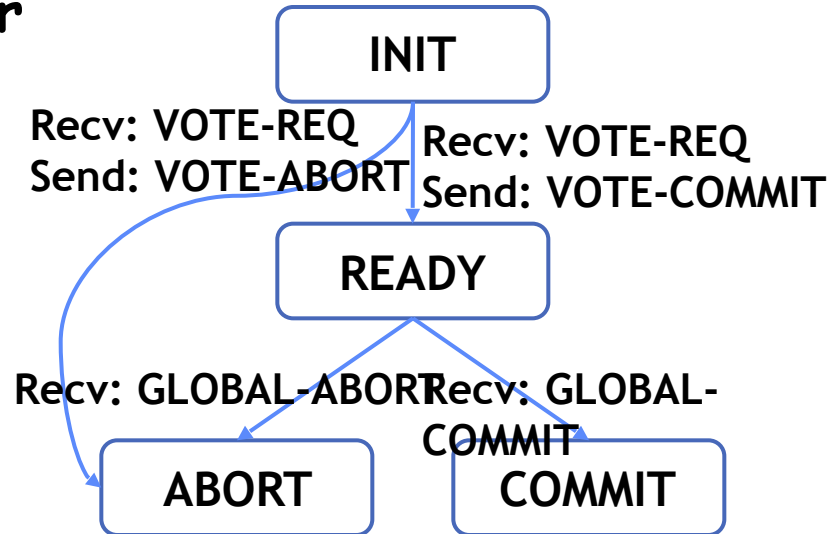 r
INIT
Recv: VOTE-REQ
Send: VOTE-ABORT
Recv: VOTE-REQ
Send: VOTE-COMMIT
READY
Recv: GLOBAL-ABORT
Recv: GLOBAL-
COMMIT
ABORT
COMMIT